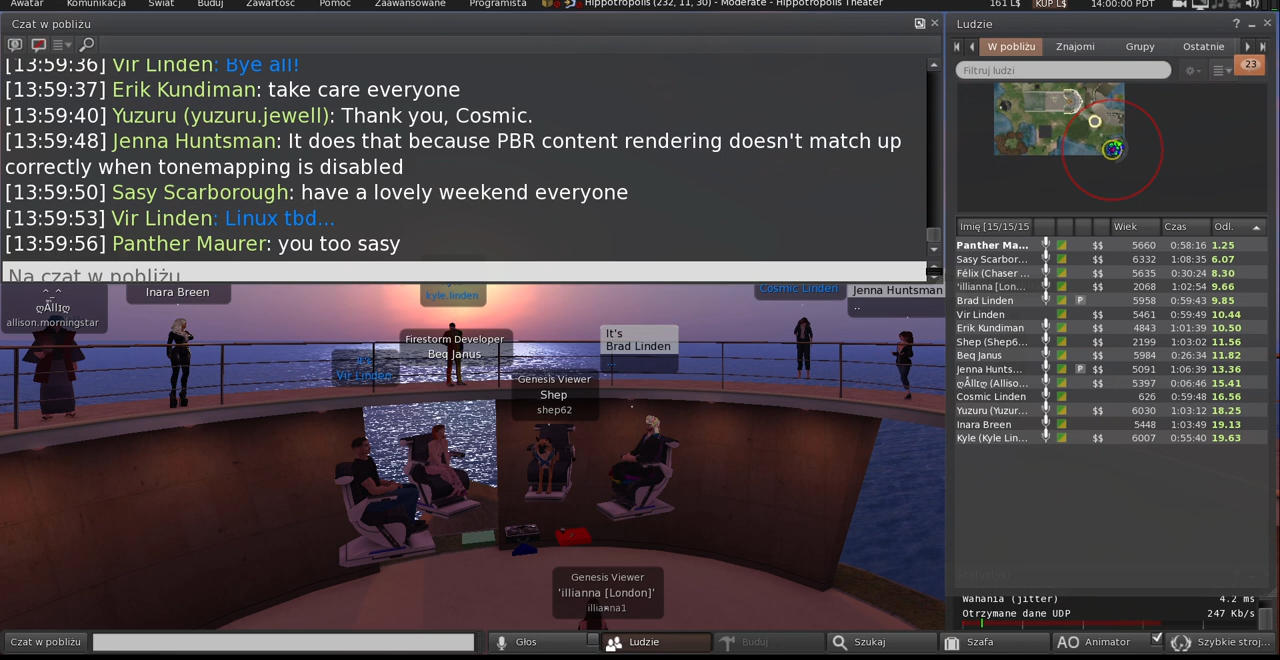 Awatar Komunikacja Świat Buduj Zawartość Pomoc Zaawansowane Programista Hippotropolis (232, 11, 30) - Moderate - Hippotropolis Theater 161 L$ KUP L$ 14:00:00 PDT
Czat w pobliżu
[13:59:36] Vir Linden: Bye all!
[13:59:37] Erik Kundiman: take care everyone
[13:59:40] Yuzuru (yuzuru.jewell): Thank you, Cosmic.
[13:59:48] Jenna Huntsman: It does that because PBR content rendering doesn't match up
correctly when tonemapping is disabled
[13:59:50] Sasy Scarborough: have a lovely weekend everyone
[13:59:53] Vir Linden: Linux tbd...
[13:59:56] Panther Maurer: you too sasy
Na czat w pobliżu
^_^
ღÂllIღ
allison.morningstar
Inara Breen
kyle.linden
Cosmic Linden
Jenna Huntsman
..
Firestorm Developer
Beq Janus
It's
Brad Linden
Vir Linden
Genesis Viewer
Shep
shep62
Genesis Viewer
'illianna [London]'
illianna1
Ludzie
W pobliżu Znajomi Grupy Ostatnie
Filtruj ludzi
23
Imię [15/15/15 Wiek Czas Odl.
Panther Ma... $$ 5660 0:58:16 1.25
Sasy Scarbor... $$ 6332 1:08:35 6.07
Félix (Chaser ... $$ 5635 0:30:24 8.30
'illianna [Lon... $$ 2068 1:02:54 9.66
Brad Linden P 5958 0:59:43 9.85
Vir Linden $$ 5461 0:59:49 10.44
Erik Kundiman $$ 4843 1:01:39 10.50
Shep (Shep6... $$ 2199 1:03:02 11.56
Beq Janus $$ 5984 0:26:34 11.82
Jenna Hunts... P $$ 5091 1:06:39 13.36
ღÂllIღ (Alliso... $$ 5397 0:06:46 15.41
Cosmic Linden 626 0:59:48 16.56
Yuzuru (Yuzur... $$ 6030 1:03:12 18.25
Inara Breen 5448 1:03:49 19.13
Kyle (Kyle Lin... $$ 6007 0:55:40 19.63
Wahania (jitter) 4.2 ms
Otrzymane dane UDP 247 Kb/s
Czat w pobliżu Głos Ludzie Buduj Szukaj Szafa AO Animator Szybkie stroj...